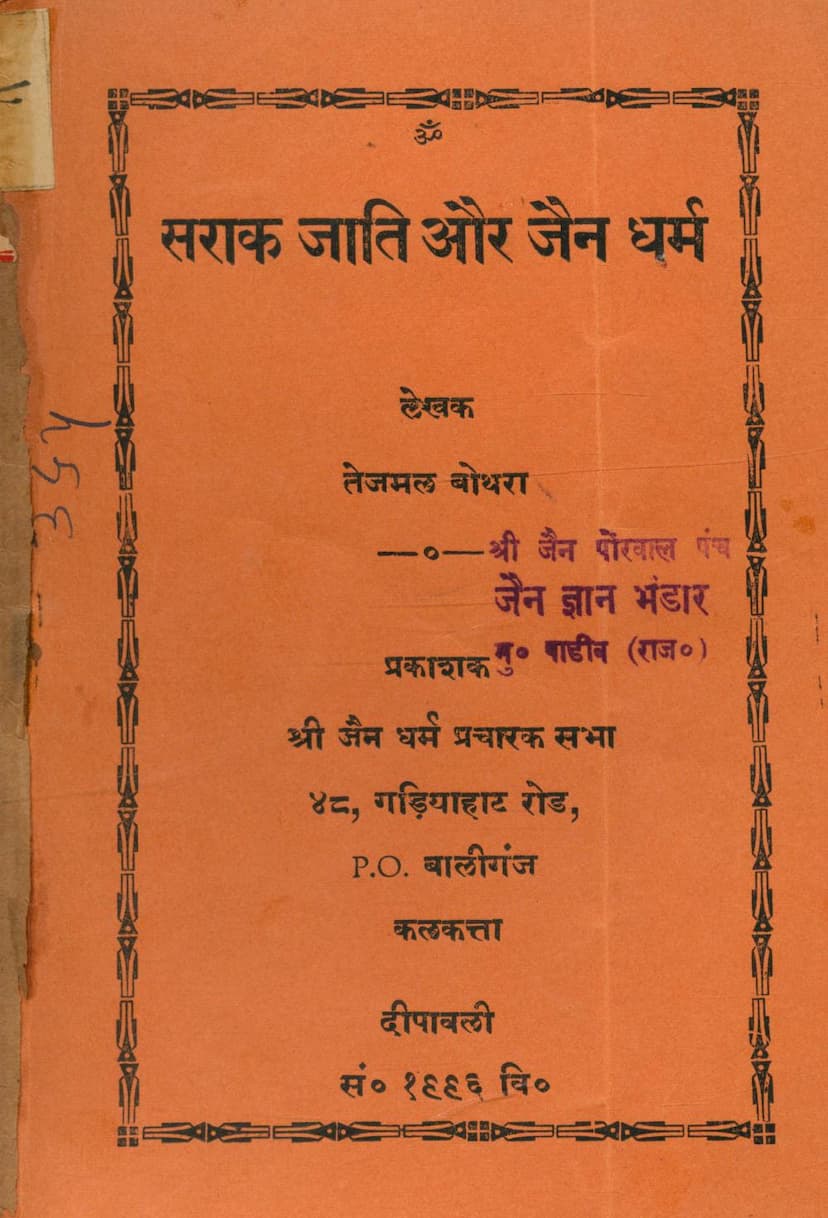 ॐ
सराक जाति और जैन धर्म
लेखक
तेजमल बोथरा
—०—
श्री जैन पोरवाल पंच
जैन ज्ञान भंडार
मु० पाडीव (राज०)
प्रकाशक
श्री जैन धर्म प्रचारक सभा
४८, गड़ियाहाट रोड,
P.O. बालीगंज
कलकत्ता
दीपावली
सं० १९९६ वि०